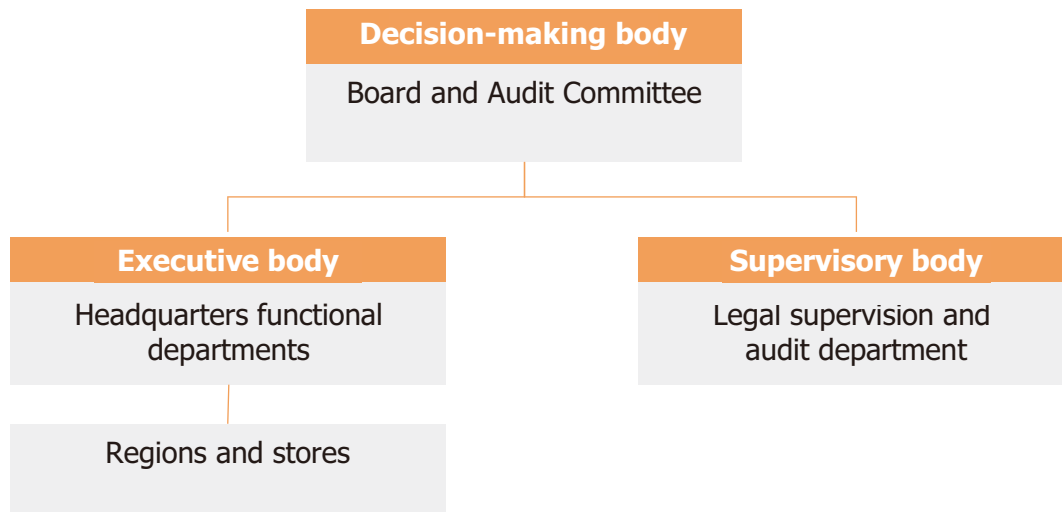 Decision-making body
Board and Audit Committee
Executive body
Headquarters functional
departments
Regions and stores
Supervisory body
Legal supervision and
audit department